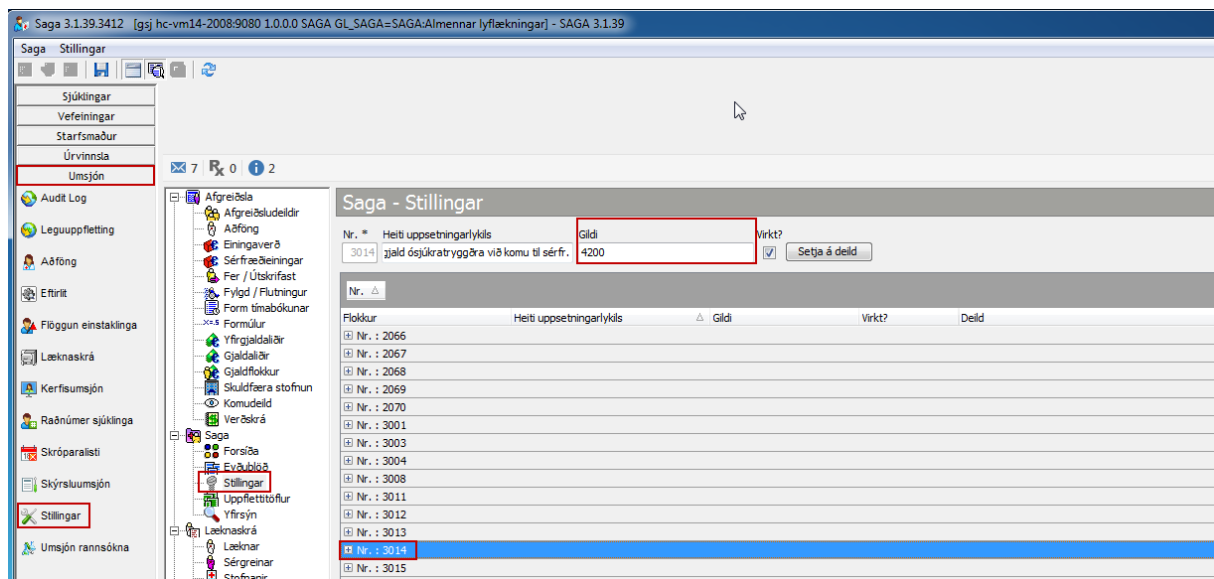 Saga 3.1.39.3412 [gsj hc-vm14-2008:9080 1.0.0.0 SAGA GL_SAGA=SAGA:Almennar lyflækningar] - SAGA 3.1.39
Saga Stillingar
Sjúklingar
Vefeiningar
Starfsmaður
Úrvinnsla
Umsjón
7 Rx 0 2
Audit Log
Leguuppfletting
Aðföng
Eftirlit
Flöggun einstaklinga
Læknaskrá
Kerfisumsjón
Raðnúmer sjúklinga
Skróparalisti
Skýrsluumsjón
Stillingar
Umsjón rannsókna
Afgreiðsla
Afgreiðsludeildir
Aðföng
Einingaverð
Sérfræðieiningar
Fer / Útskrifast
Fylgd / Flutningur
Form tímabókunar
Formúlur
Yfirgjaldaliðir
Gjaldaliðir
Gjaldflokkur
Skuldfæra stofnun
Komudeild
Verðskrá
Saga
Forsíða
Eyðublöð
Stillingar
Uppflettitöflur
Yfirsýn
Læknaskrá
Læknar
Sérgreinar
Stofnanir
Saga - Stillingar
Nr. * Heiti uppsetningarlykils Gildi Virkt?
3014 gjald ósjúkratryggðra við komu til sérfr. 4200 Setja á deild
Nr.
Flokkur Heiti uppsetningarlykils Gildi Virkt? Deild
Nr. : 2066
Nr. : 2067
Nr. : 2068
Nr. : 2069
Nr. : 2070
Nr. : 3001
Nr. : 3003
Nr. : 3004
Nr. : 3008
Nr. : 3011
Nr. : 3012
Nr. : 3013
Nr. : 3014
Nr. : 3015